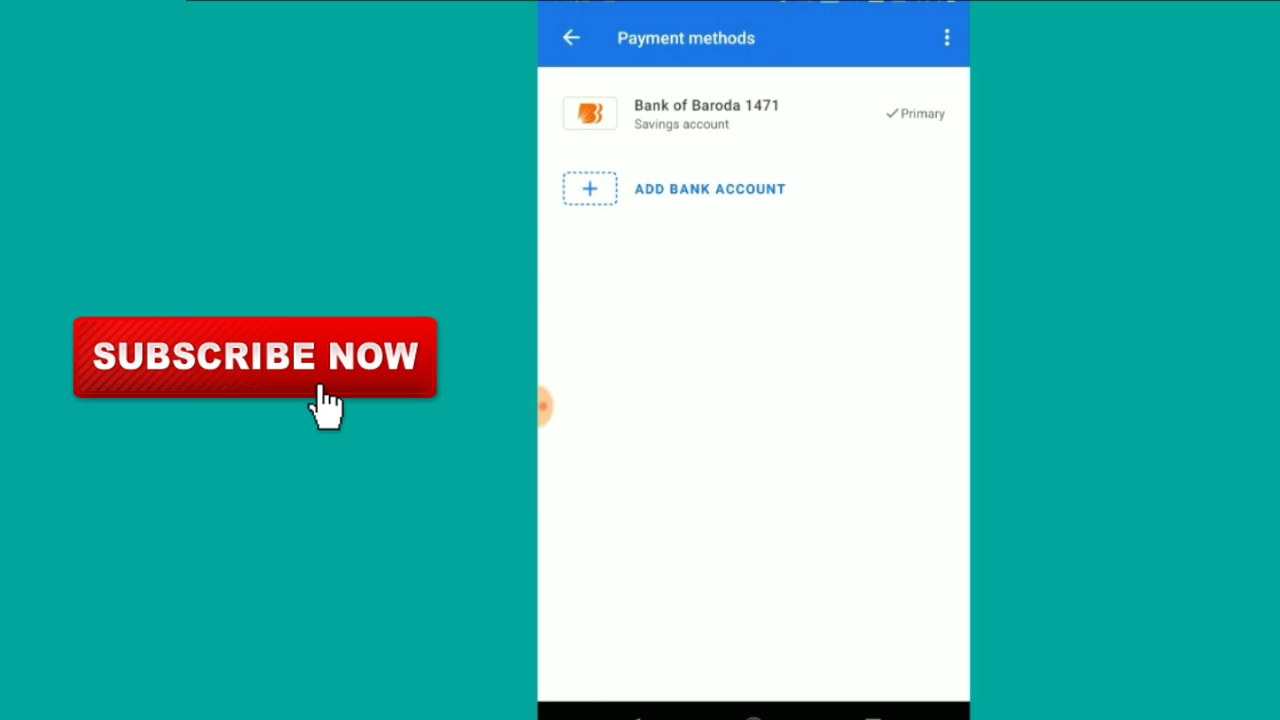 Payment methods
Bank of Baroda 1471
Savings account
Primary
ADD BANK ACCOUNT
SUBSCRIBE NOW